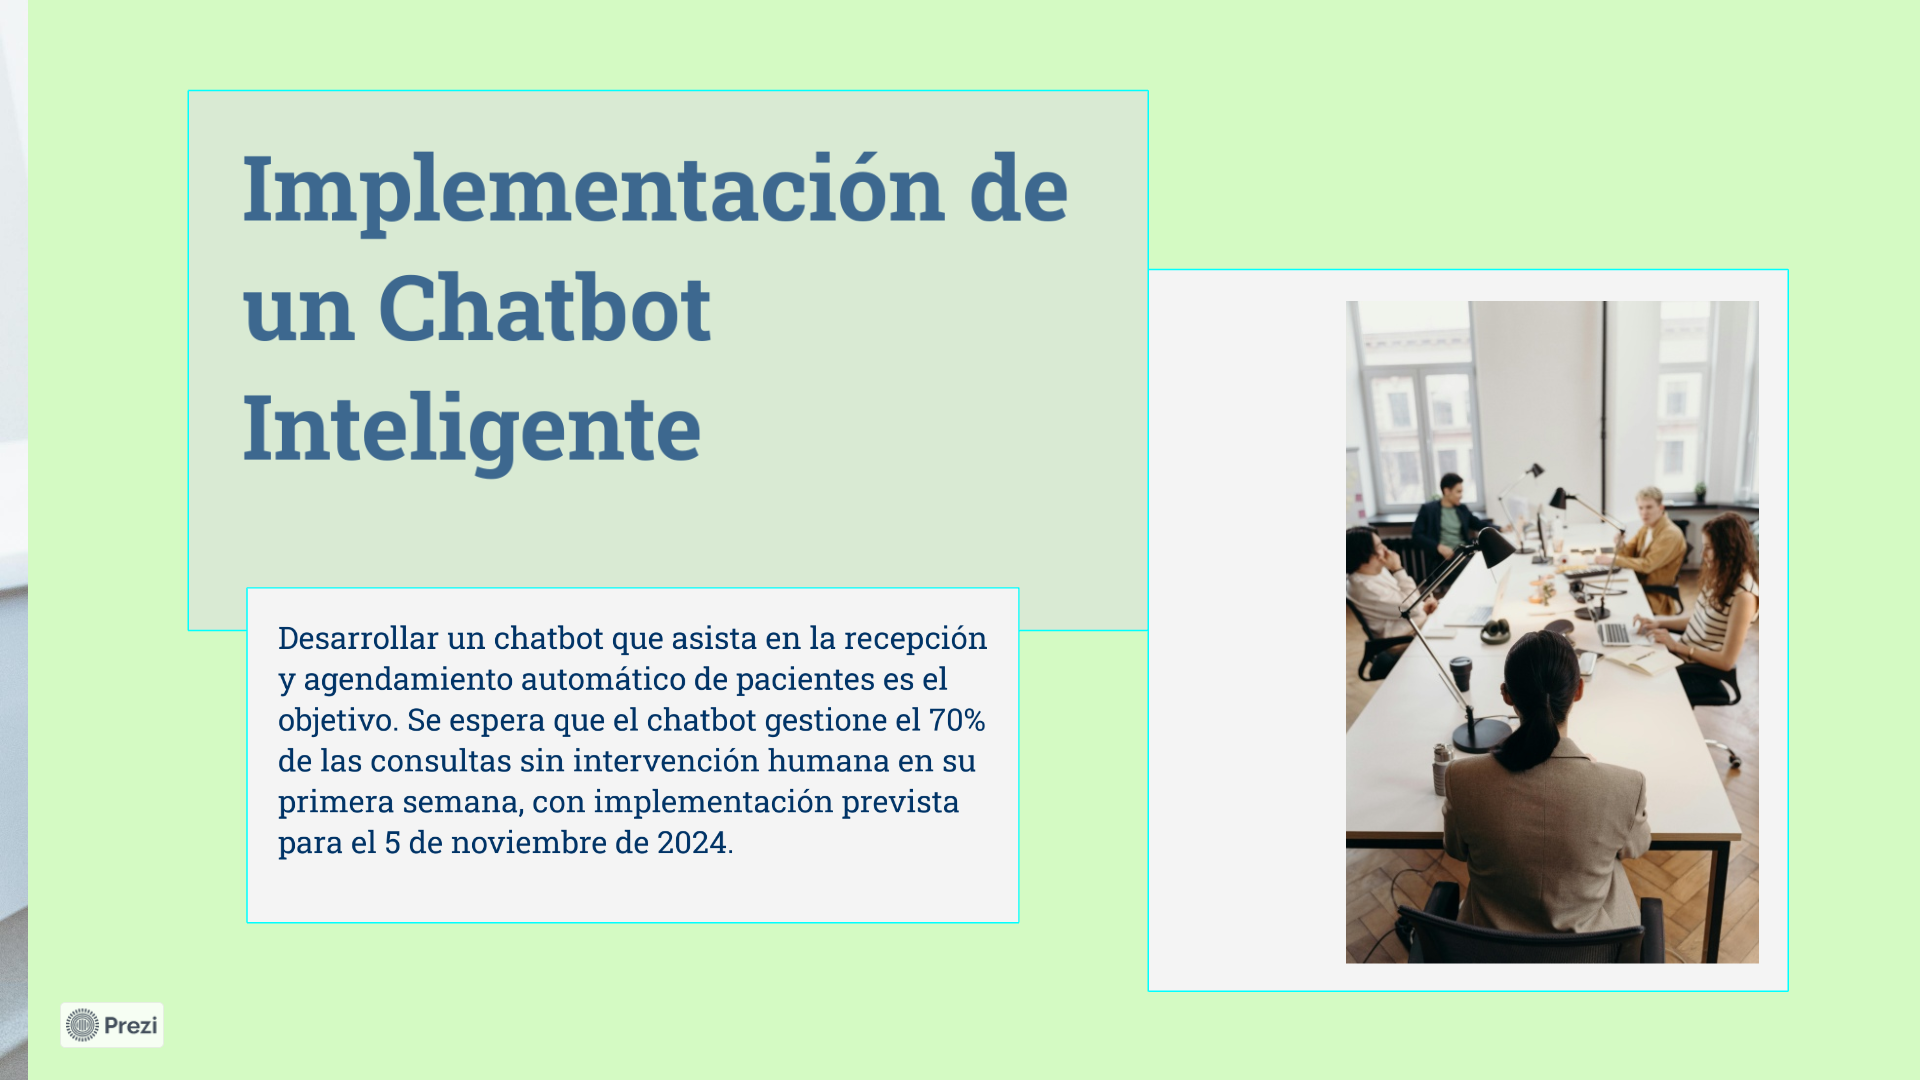 Implementación de
un Chatbot
Inteligente
Desarrollar un chatbot que asista en la recepción
y agendamiento automático de pacientes es el
objetivo. Se espera que el chatbot gestione el 70%
de las consultas sin intervención humana en su
primera semana, con implementación prevista
para el 5 de noviembre de 2024.
Prezi